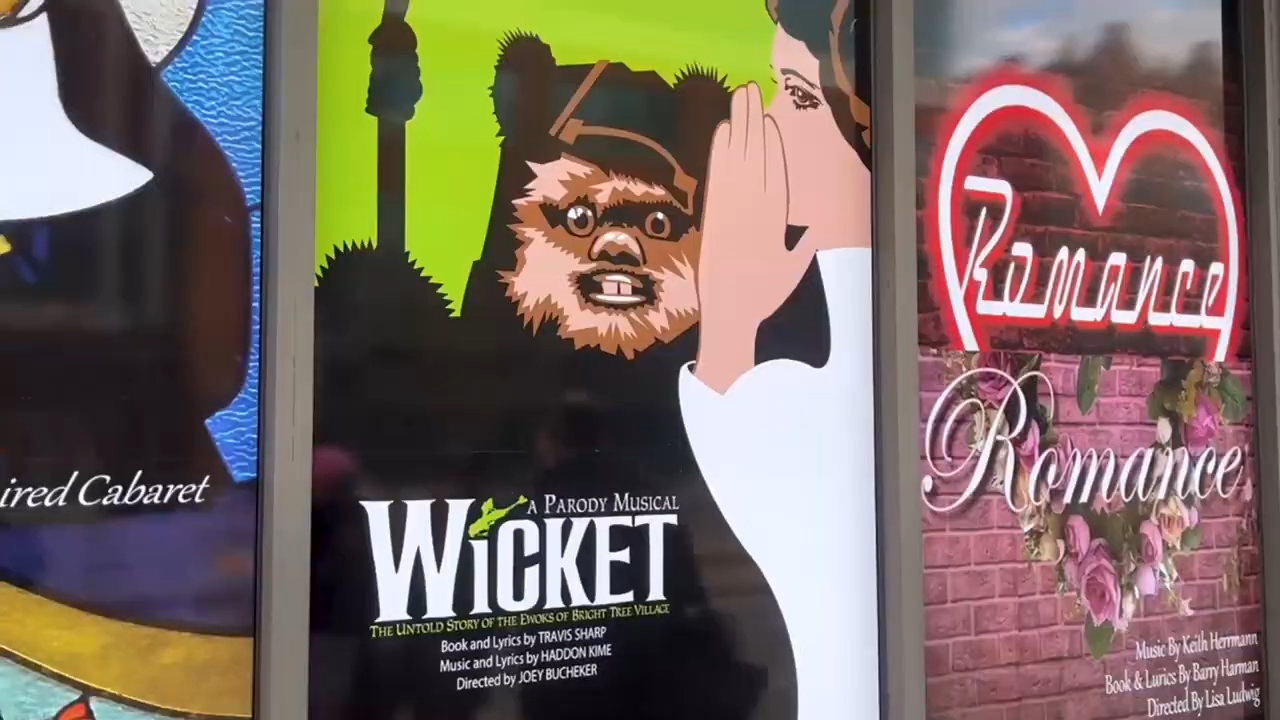 ired Cabaret
A PARODY MUSICAL
WiCKET
THE UNTOLD STORY OF THE EWOKS OF BRIGHT TREE VILLAGE
Book and Lyrics by TRAVIS SHARP
Music and Lyrics by HADDON KIME
Directed by JOEY BUCHEKER
Romance
Romance
Music By Keith Herrmann
Book & Lurics By Barry Harman
Directed By Lisa Ludwig